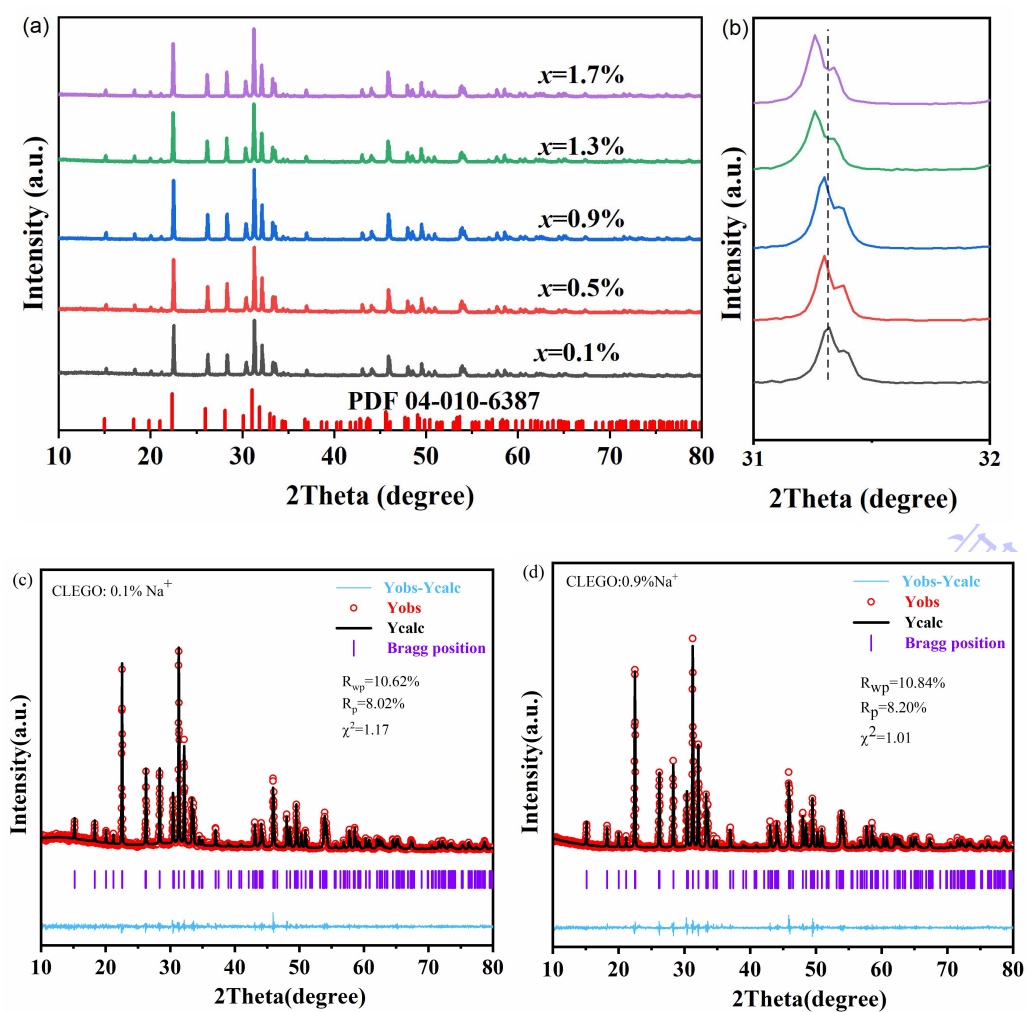 (a)
x=1.7%
x=1.3%
x=0.9%
x=0.5%
x=0.1%
PDF 04-010-6387
Intensity (a.u.)
10 20 30 40 50 60 70 80
2Theta (degree)
(b)
Intensity (a.u.)
31 32
2Theta (degree)
(c)
CLEGO: 0.1% Na⁺
Yobs-Ycalc
Yobs
Ycalc
Bragg position
Rwp=10.62%
Rp=8.02%
χ²=1.17
Intensity(a.u.)
10 20 30 40 50 60 70 80
2Theta(degree)
(d)
CLEGO:0.9%Na⁺
Yobs-Ycalc
Yobs
Ycalc
Bragg position
Rwp=10.84%
Rp=8.20%
χ²=1.01
Intensity(a.u.)
10 20 30 40 50 60 70 80
2Theta(degree)